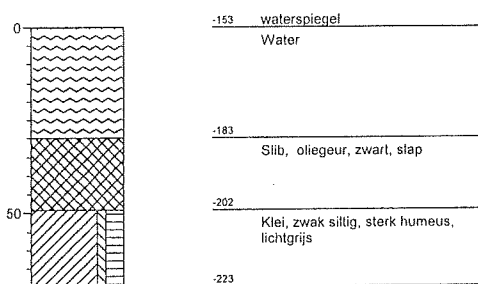 0
-153 waterspiegel
Water
-183
Slib, oliegeur, zwart, slap
50
-202
Klei, zwak siltig, sterk humeus,
lichtgrijs
-223